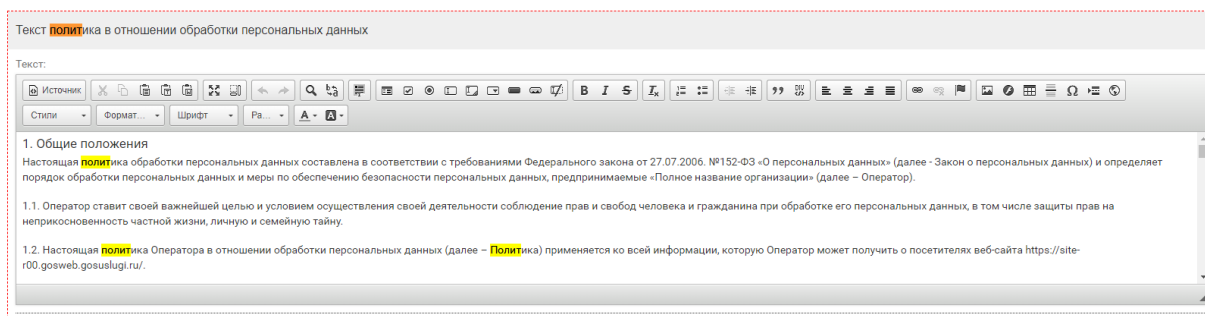 Текст политика в отношении обработки персональных данных
Текст:
Источник
Стили Формат... Шрифт Ра... A A
1. Общие положения
Настоящая политика обработки персональных данных составлена в соответствии с требованиями Федерального закона от 27.07.2006. №152-ФЗ «О персональных данных» (далее - Закон о персональных данных) и определяет
порядок обработки персональных данных и меры по обеспечению безопасности персональных данных, предпринимаемые «Полное название организации» (далее – Оператор).
1.1. Оператор ставит своей важнейшей целью и условием осуществления своей деятельности соблюдение прав и свобод человека и гражданина при обработке его персональных данных, в том числе защиты прав на
неприкосновенность частной жизни, личную и семейную тайну.
1.2. Настоящая политика Оператора в отношении обработки персональных данных (далее – Политика) применяется ко всей информации, которую Оператор может получить о посетителях веб-сайта https://site-
r00.gosweb.gosuslugi.ru/.